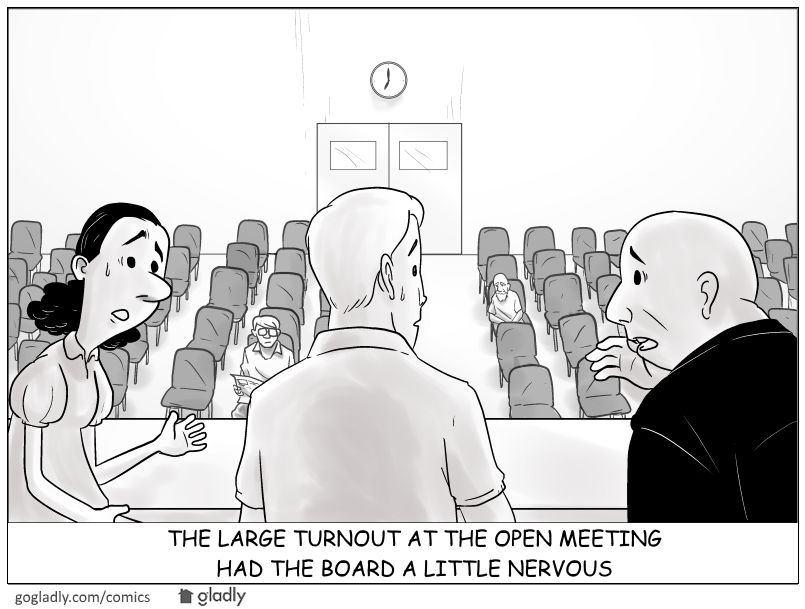 THE LARGE TURNOUT AT THE OPEN MEETING
HAD THE BOARD A LITTLE NERVOUS
gogladly.com/comics gladly